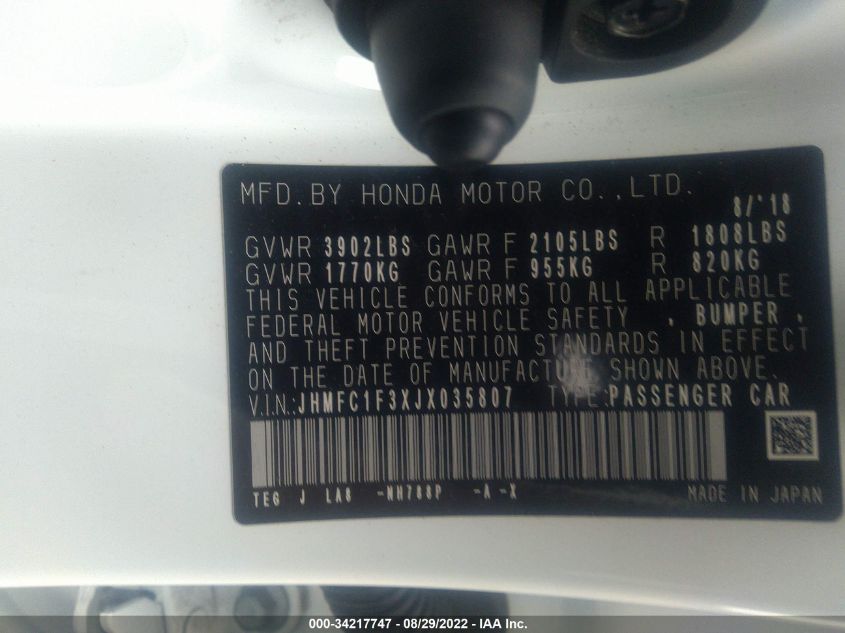 MFD.BY HONDA MOTOR CO.,LTD.
8/'18
GVWR 3902LBS GAWR F 2105LBS R 1808LBS
GVWR 1770KG GAWR F 955KG R 820KG
THIS VEHICLE CONFORMS TO ALL APPLICABLE
FEDERAL MOTOR VEHICLE SAFETY , BUMPER ,
AND THEFT PREVENTION STANDARDS IN EFFECT
ON THE DATE OF MANUFACTURE SHOWN ABOVE.
V.I.N.:JHMFC1F3XJX035807 TYPE:PASSENGER CAR
TEG J LA8 -NH788P -A -X MADE IN JAPAN
000-34217747 - 08/29/2022 - IAA Inc.